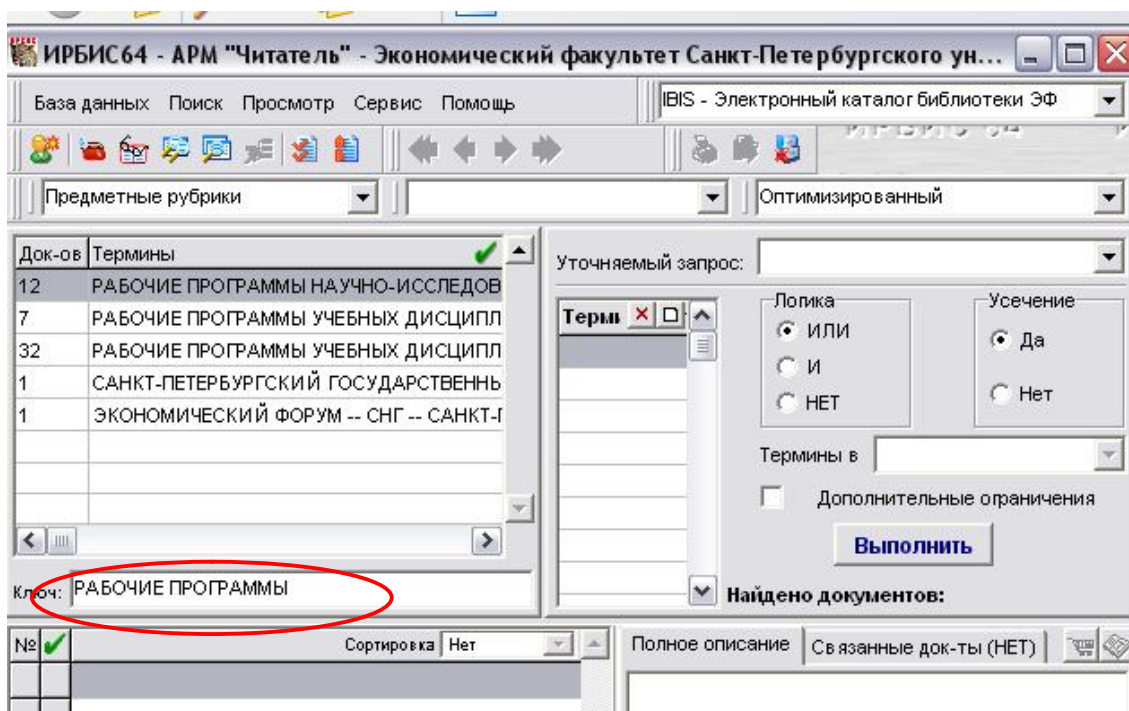 ИРБИС64 - АРМ "Читатель" - Экономический факультет Санкт-Петербургского ун...
База данных Поиск Просмотр Сервис Помощь
IBIS - Электронный каталог библиотеки ЭФ
Предметные рубрики
Оптимизированный
Док-ов Термины
12 РАБОЧИЕ ПРОГРАММЫ НАУЧНО-ИССЛЕДОВ
7 РАБОЧИЕ ПРОГРАММЫ УЧЕБНЫХ ДИСЦИПЛ
32 РАБОЧИЕ ПРОГРАММЫ УЧЕБНЫХ ДИСЦИПЛ
1 САНКТ-ПЕТЕРБУРГСКИЙ ГОСУДАРСТВЕННЬ
1 ЭКОНОМИЧЕСКИЙ ФОРУМ -- СНГ -- САНКТ-Г
Ключ: РАБОЧИЕ ПРОГРАММЫ
Уточняемый запрос:
Терми
Логика
ИЛИ
И
НЕТ
Усечение
Да
Нет
Термины в
Дополнительные ограничения
Выполнить
Найдено документов:
№ Сортировка Нет
Полное описание Связанные док-ты (НЕТ)